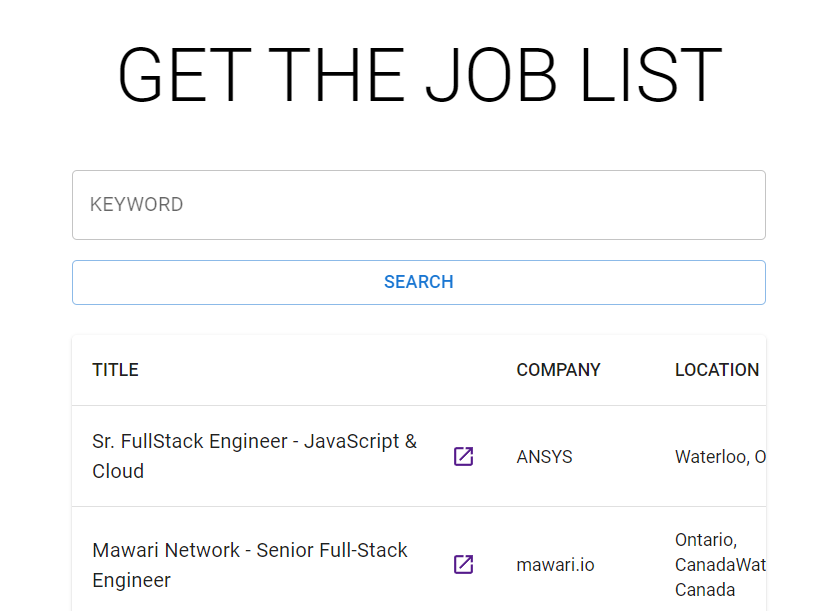 GET THE JOB LIST
KEYWORD
SEARCH
TITLE COMPANY LOCATION
Sr. FullStack Engineer - JavaScript &
Cloud
ANSYS
Waterloo, O
Mawari Network - Senior Full-Stack
Engineer
mawari.io
Ontario,
CanadaWat
Canada